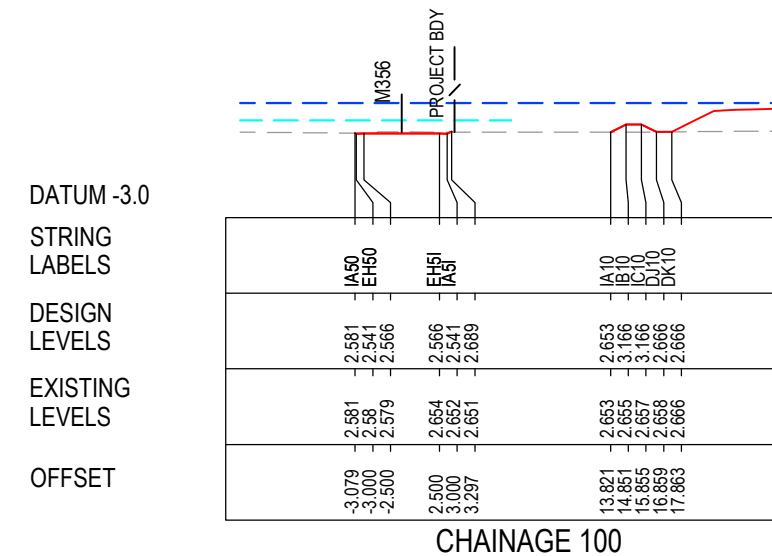 M356
PROJECT BDY
DATUM -3.0
STRING
LABELS
IA50
EH50
EH5I
IA5I
IA10
IB10
IC10
DJ10
DK10
DESIGN
LEVELS
2.581
2.541
2.566
2.566
2.541
2.689
2.653
3.166
3.166
2.666
2.666
EXISTING
LEVELS
2.581
2.58
2.579
2.654
2.652
2.651
2.653
2.655
2.657
2.658
2.666
OFFSET
-3.079
-3.000
-2.500
2.500
3.000
3.297
13.821
14.851
15.855
16.859
17.863
CHAINAGE 100